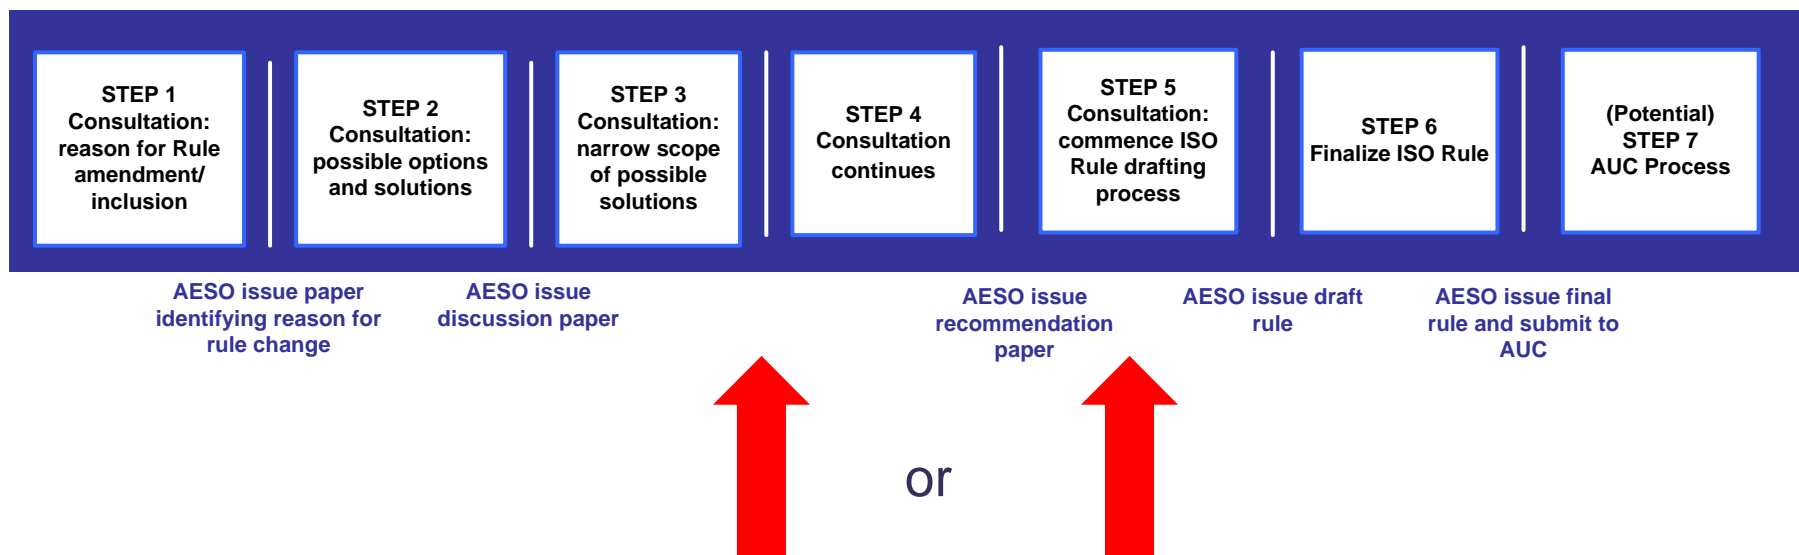 STEP 1
Consultation:
reason for Rule
amendment/
inclusion
STEP 2
Consultation:
possible options
and solutions
STEP 3
Consultation:
narrow scope
of possible
solutions
STEP 4
Consultation
continues
STEP 5
Consultation:
commence ISO
Rule drafting
process
STEP 6
Finalize ISO Rule
(Potential)
STEP 7
AUC Process
AESO issue paper
identifying reason for
rule change
AESO issue
discussion paper
AESO issue
recommendation
paper
AESO issue draft
rule
AESO issue final
rule and submit to
AUC
or